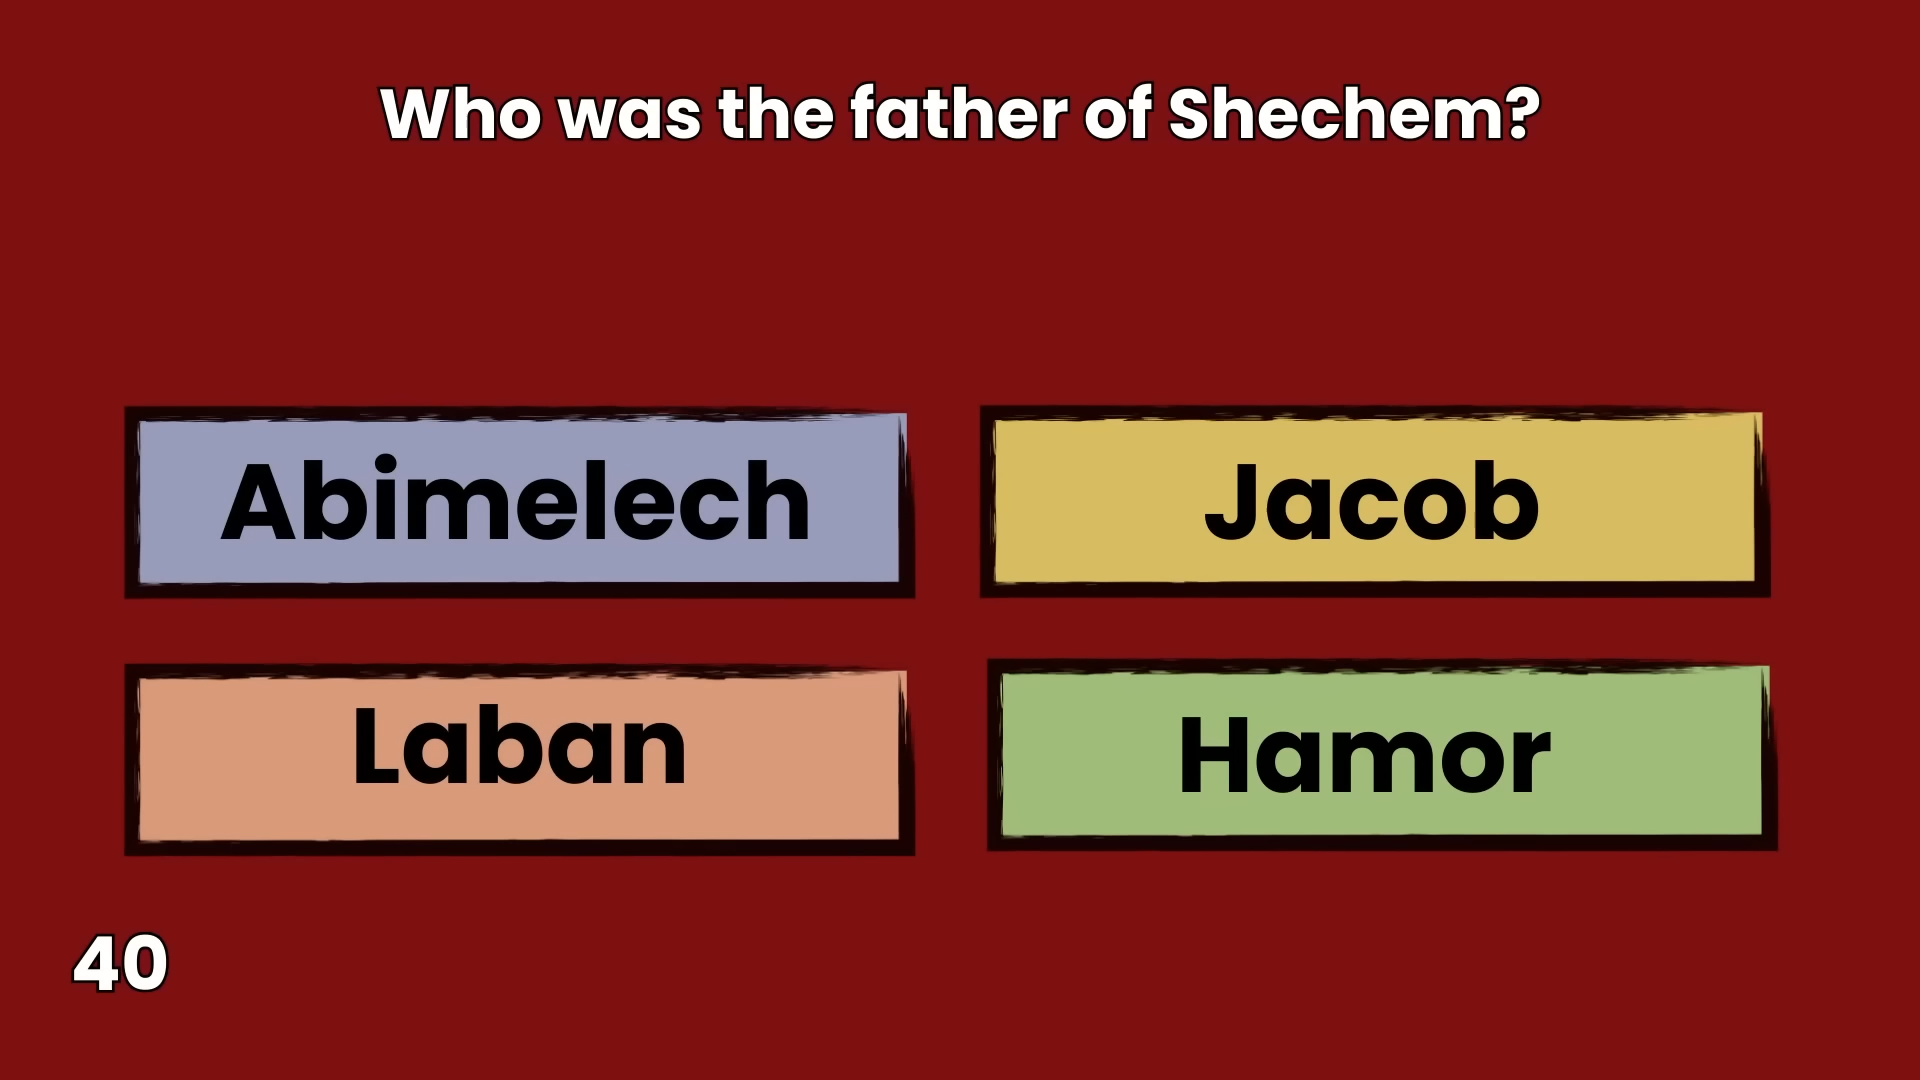 Who was the father of Shechem?
Abimelech
Jacob
Laban
Hamor
40